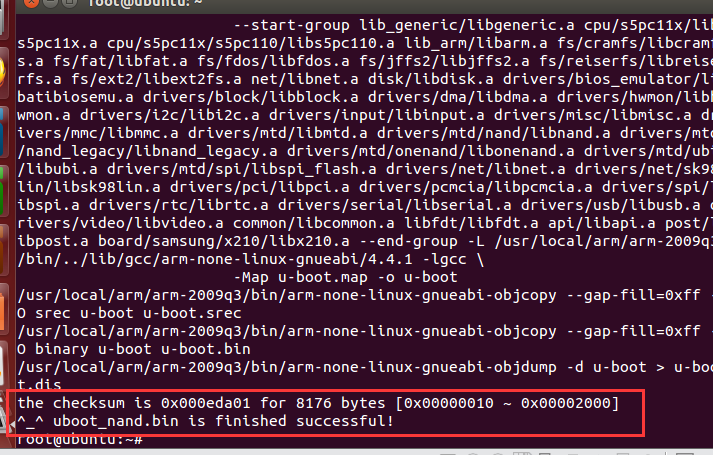 root@ubuntu: ~
--start-group lib_generic/libgeneric.a cpu/s5pc11x/lib
s5pc11x.a cpu/s5pc11x/s5pc110/libs5pc110.a lib_arm/libarm.a fs/cramfs/libcramf
s.a fs/fat/libfat.a fs/fdos/libfdos.a fs/jffs2/libjffs2.a fs/reiserfs/libreise
rfs.a fs/ext2/libext2fs.a net/libnet.a disk/libdisk.a drivers/bios_emulator/li
batibiosemu.a drivers/block/libblock.a drivers/dma/libdma.a drivers/hwmon/libh
wmon.a drivers/i2c/libi2c.a drivers/input/libinput.a drivers/misc/libmisc.a dr
ivers/mmc/libmmc.a drivers/mtd/libmtd.a drivers/mtd/nand/libnand.a drivers/mtd
/nand_legacy/libnand_legacy.a drivers/mtd/onenand/libonenand.a drivers/mtd/ubi
/libubi.a drivers/mtd/spi/libspi_flash.a drivers/net/libnet.a drivers/net/sk98
lin/libsk98lin.a drivers/pci/libpci.a drivers/pcmcia/libpcmcia.a drivers/spi/l
ibspi.a drivers/rtc/librtc.a drivers/serial/libserial.a drivers/usb/libusb.a d
rivers/video/libvideo.a common/libcommon.a libfdt/libfdt.a api/libapi.a post/l
ibpost.a board/samsung/x210/libx210.a --end-group -L /usr/local/arm/arm-2009q3
/bin/../lib/gcc/arm-none-linux-gnueabi/4.4.1 -lgcc \
-Map u-boot.map -o u-boot
/usr/local/arm/arm-2009q3/bin/arm-none-linux-gnueabi-objcopy --gap-fill=0xff -
O srec u-boot u-boot.srec
/usr/local/arm/arm-2009q3/bin/arm-none-linux-gnueabi-objcopy --gap-fill=0xff -
O binary u-boot u-boot.bin
/usr/local/arm/arm-2009q3/bin/arm-none-linux-gnueabi-objdump -d u-boot > u-boo
t.dis
the checksum is 0x000eda01 for 8176 bytes [0x00000010 ~ 0x00002000]
^_^ uboot_nand.bin is finished successful!
root@ubuntu:~#